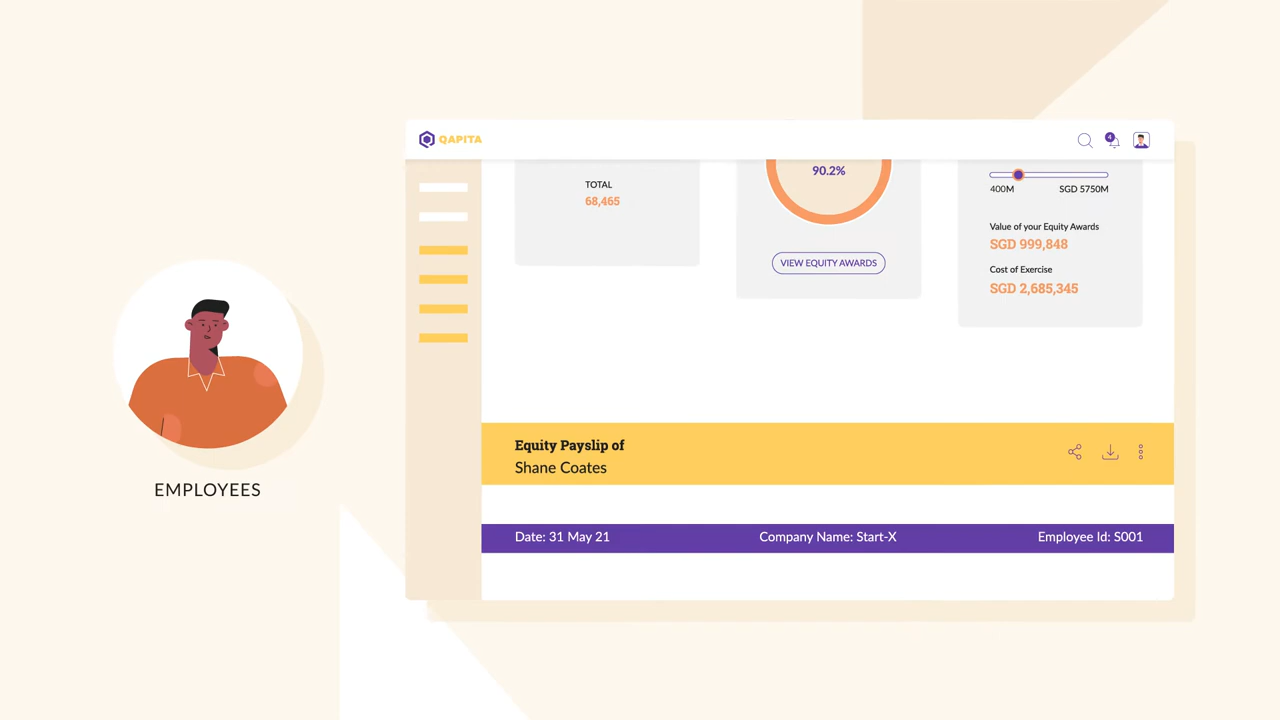 QAPITA
4
TOTAL
68,465
90.2%
VIEW EQUITY AWARDS
400M SGD 5750M
Value of your Equity Awards
SGD 999,848
Cost of Exercise
SGD 2,685,345
EMPLOYEES
Equity Payslip of
Shane Coates
Date: 31 May 21 Company Name: Start-X Employee Id: S001